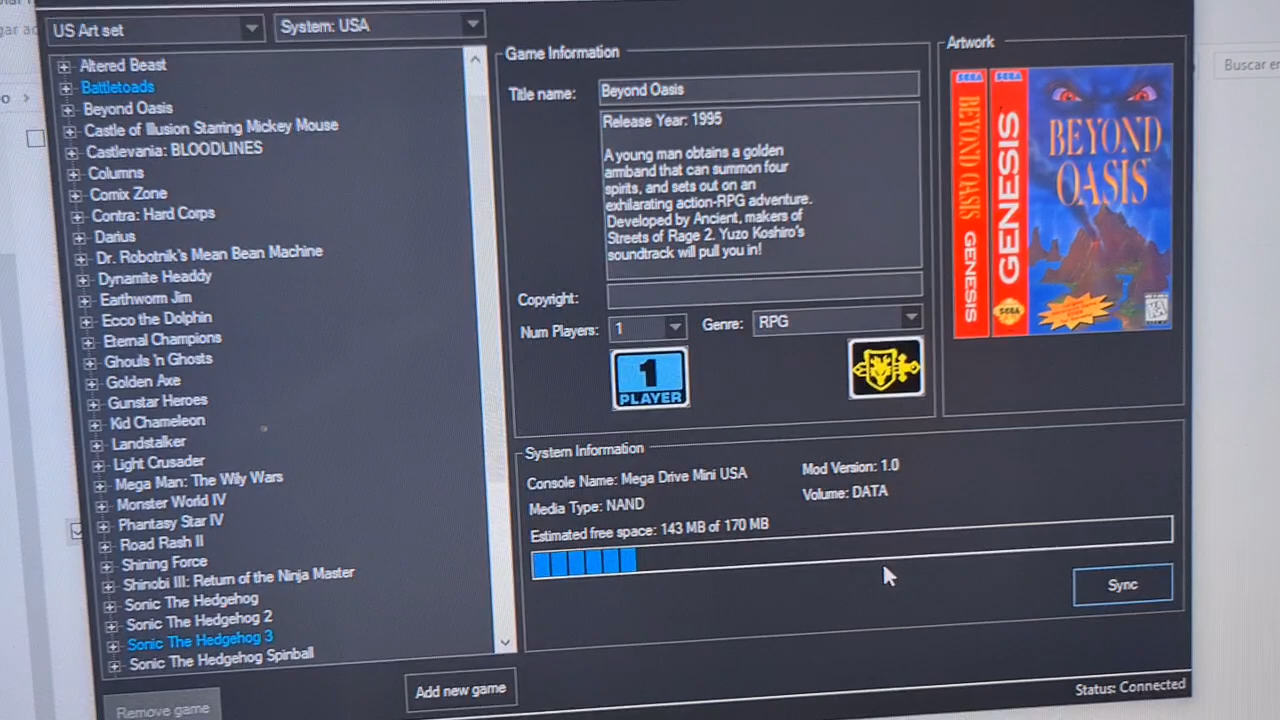 US Art set
System: USA
Altered Beast
Battletoads
Beyond Oasis
Castle of Illusion Starring Mickey Mouse
Castlevania: BLOODLINES
Columns
Comix Zone
Contra: Hard Corps
Darius
Dr. Robotnik's Mean Bean Machine
Dynamite Headdy
Earthworm Jim
Ecco the Dolphin
Eternal Champions
Ghouls 'n Ghosts
Golden Axe
Gunstar Heroes
Kid Chameleon
Landstalker
Light Crusader
Mega Man: The Wily Wars
Monster World IV
Phantasy Star IV
Road Rash II
Shining Force
Shinobi III: Return of the Ninja Master
Sonic The Hedgehog
Sonic The Hedgehog 2
Sonic The Hedgehog 3
Sonic The Hedgehog Spinball
Remove game
Add new game
Game Information
Title name:
Beyond Oasis
Release Year: 1995
A young man obtains a golden
armband that can summon four
spirits, and sets out on an
exhilarating action-RPG adventure.
Developed by Ancient, makers of
Streets of Rage 2. Yuzo Koshiro's
soundtrack will pull you in!
Copyright:
Num Players: 1
Genre: RPG
1
PLAYER
Artwork
SEGA
BEYOND OASIS
GENESIS
SEGA
GENESIS
SEGA
BEYOND
OASIS
System Information
Console Name: Mega Drive Mini USA
Mod Version: 1.0
Media Type: NAND
Volume: DATA
Estimated free space: 143 MB of 170 MB
Sync
Status: Connected